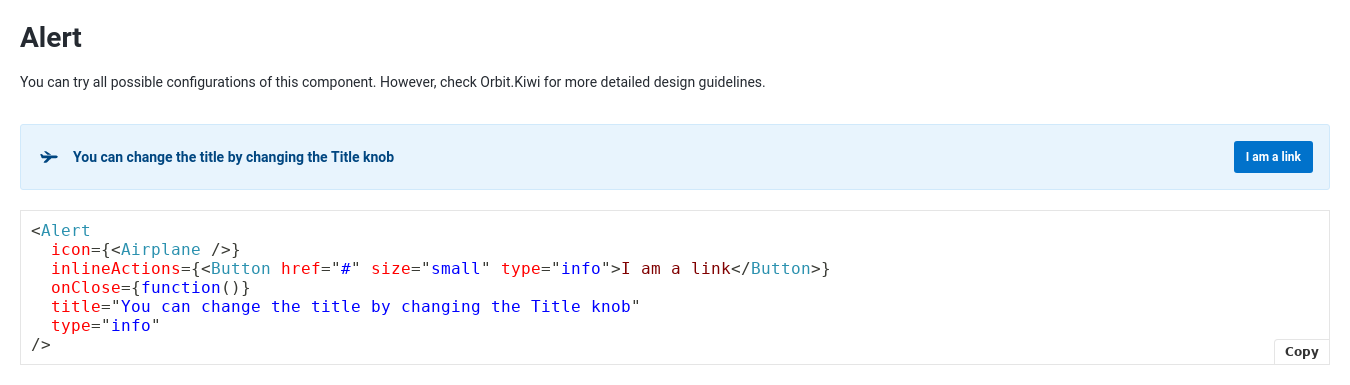 Alert
You can try all possible configurations of this component. However, check Orbit.Kiwi for more detailed design guidelines.
You can change the title by changing the Title knob
I am a link
<Alert
  icon={<Airplane />}
  inlineActions={<Button href="#" size="small" type="info">I am a link</Button>}
  onClose={function()}
  title="You can change the title by changing the Title knob"
  type="info"
/>
Copy